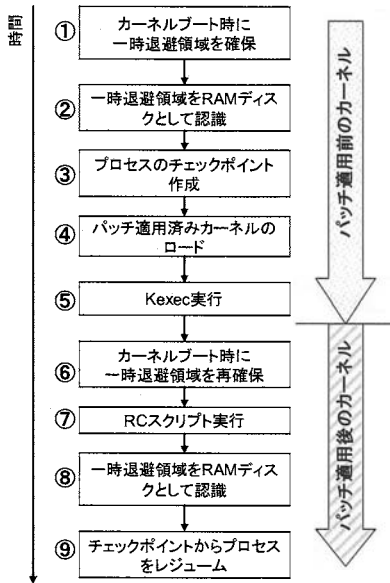 時間
① カーネルブート時に
一時退避領域を確保
② 一時退避領域をRAMディス
クとして認識
③ プロセスのチェックポイント
作成
④ パッチ適用済みカーネルの
ロード
⑤ Kexec実行
⑥ カーネルブート時に
一時退避領域を再確保
⑦ RCスクリプト実行
⑧ 一時退避領域をRAMディス
クとして認識
⑨ チェックポイントからプロセス
をレジューム
パッチ適用前のカーネル
パッチ適用後のカーネル